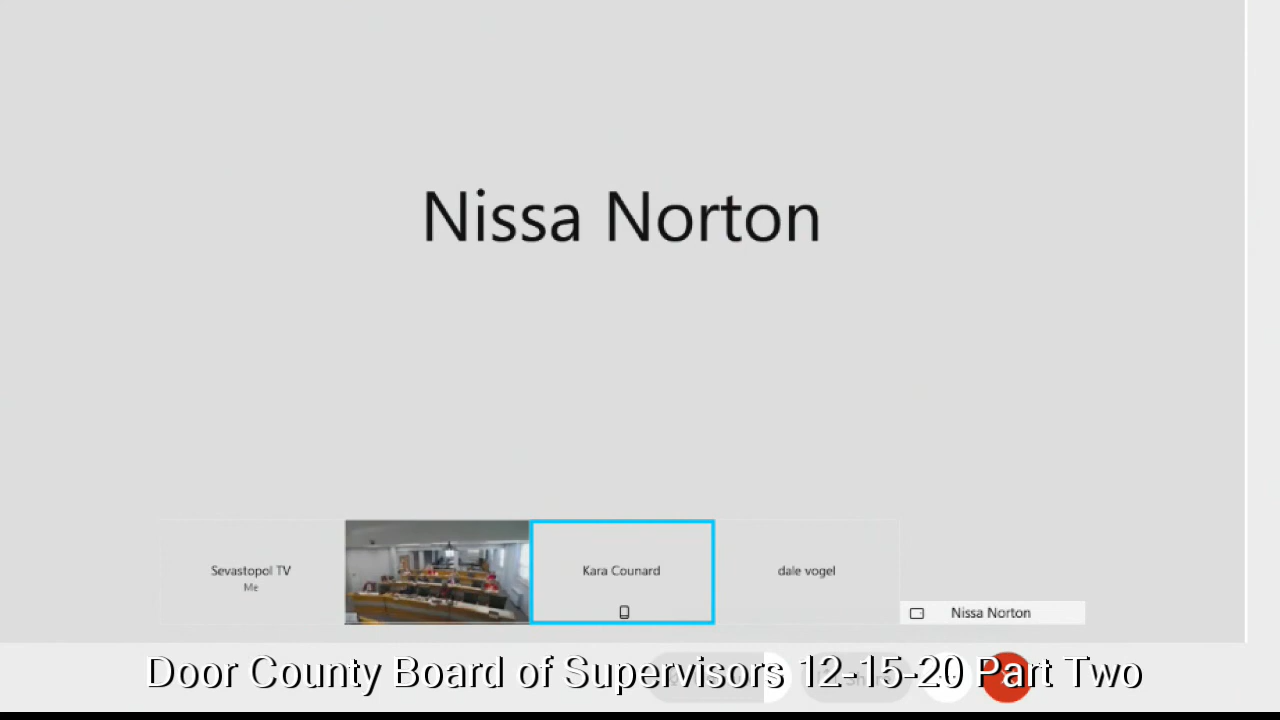 Nissa Norton
Sevastopol TV
Me
Kara Counard
dale vogel
Nissa Norton
Door County Board of Supervisors 12-15-20 Part Two